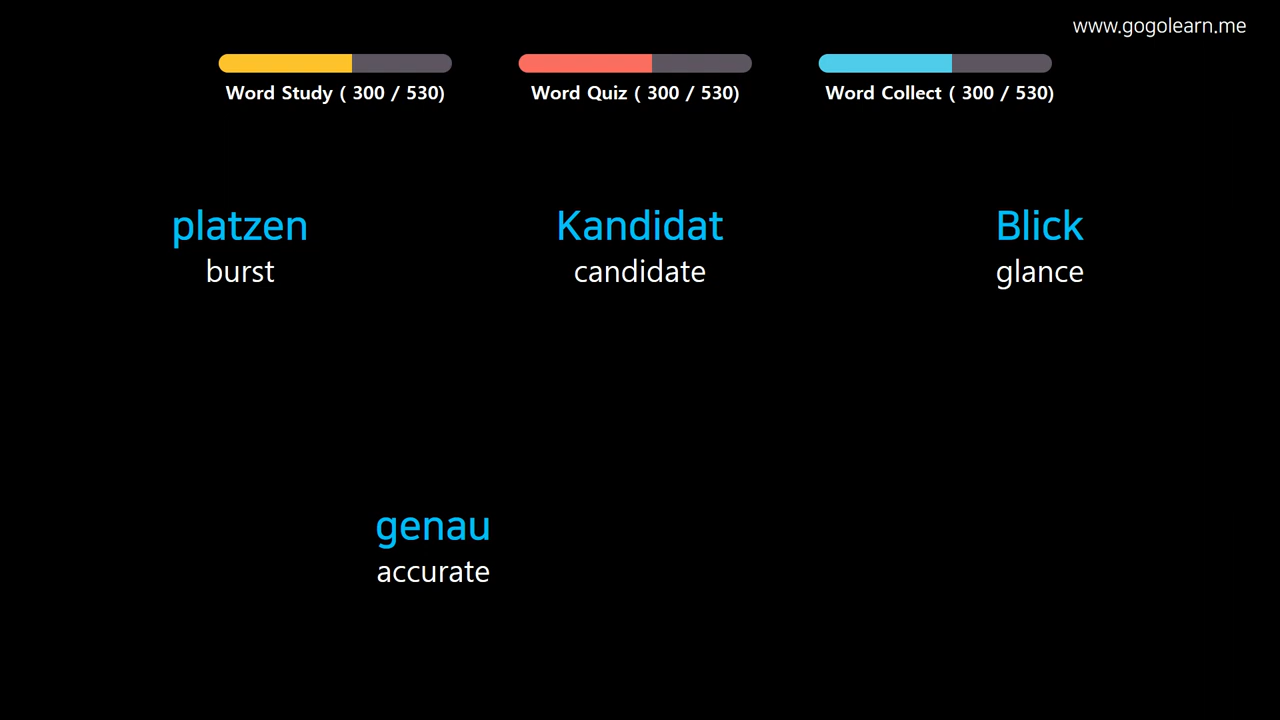 www.gogolearn.me
Word Study ( 300 / 530)
Word Quiz ( 300 / 530)
Word Collect ( 300 / 530)
platzen
burst
Kandidat
candidate
Blick
glance
genau
accurate